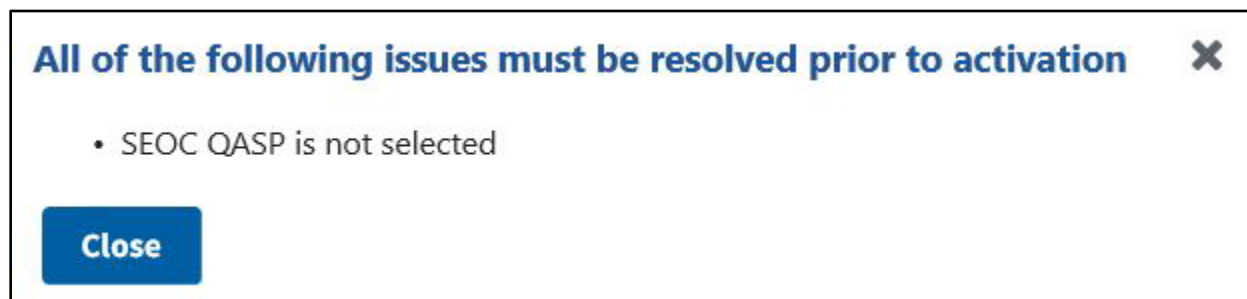 All of the following issues must be resolved prior to activation
• SEOC QASP is not selected
Close